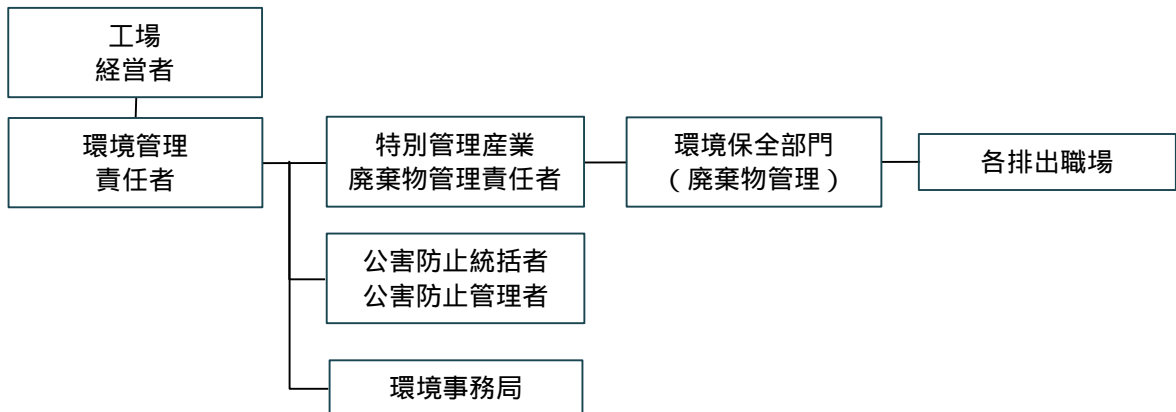 工場
経営者
環境管理
責任者
特別管理産業
廃棄物管理責任者
環境保全部門
（廃棄物管理）
各排出職場
公害防止統括者
公害防止管理者
環境事務局